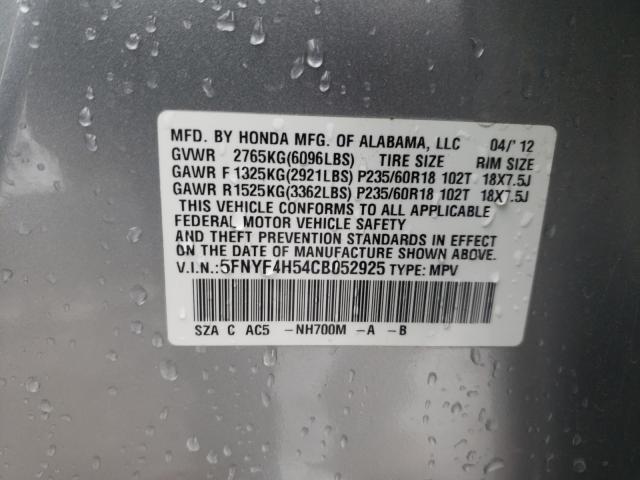 MFD. BY HONDA MFG. OF ALABAMA, LLC 04/' 12
GVWR 2765KG(6096LBS) TIRE SIZE RIM SIZE
GAWR F 1325KG(2921LBS) P235/60R18 102T 18X7.5J
GAWR R1525KG(3362LBS) P235/60R18 102T 18X7.5J
THIS VEHICLE CONFORMS TO ALL APPLICABLE
FEDERAL MOTOR VEHICLE SAFETY
AND THEFT PREVENTION STANDARDS IN EFFECT
ON THE DATE OF MANUFACTURE SHOWN ABOVE.
V.I.N.:5FNYF4H54CB052925 TYPE: MPV
SZA C AC5 -NH700M -A -B